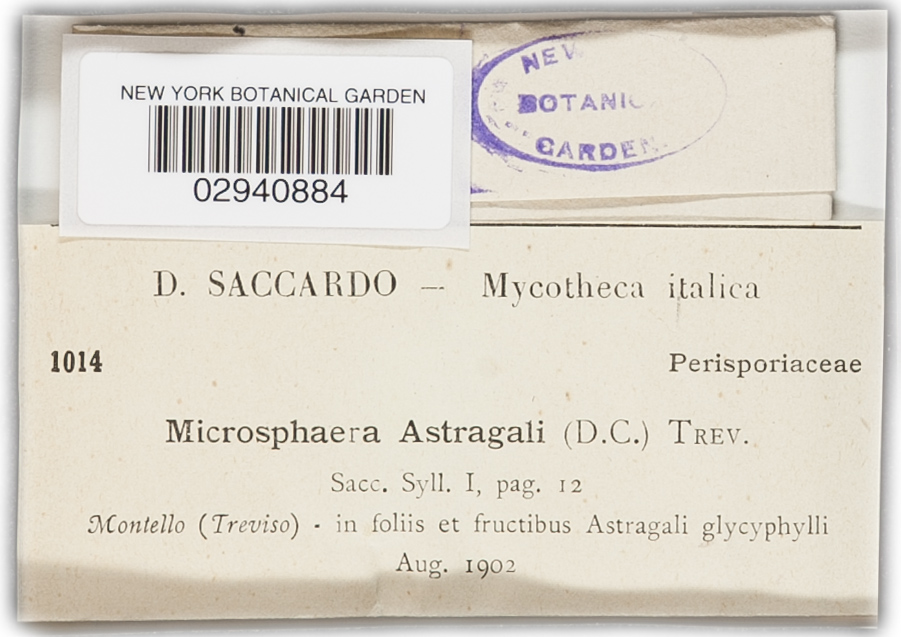 NEW YORK BOTANICAL GARDEN
02940884
NEW
BOTANIC
GARDEN
D. SACCARDO — Mycotheca italica
1014
Perisporiaceae
Microsphaera Astragali (D.C.) TREV.
Sacc. Syll. I, pag. 12
Montello (Treviso) - in foliis et fructibus Astragali glycyphylli
Aug. 1902